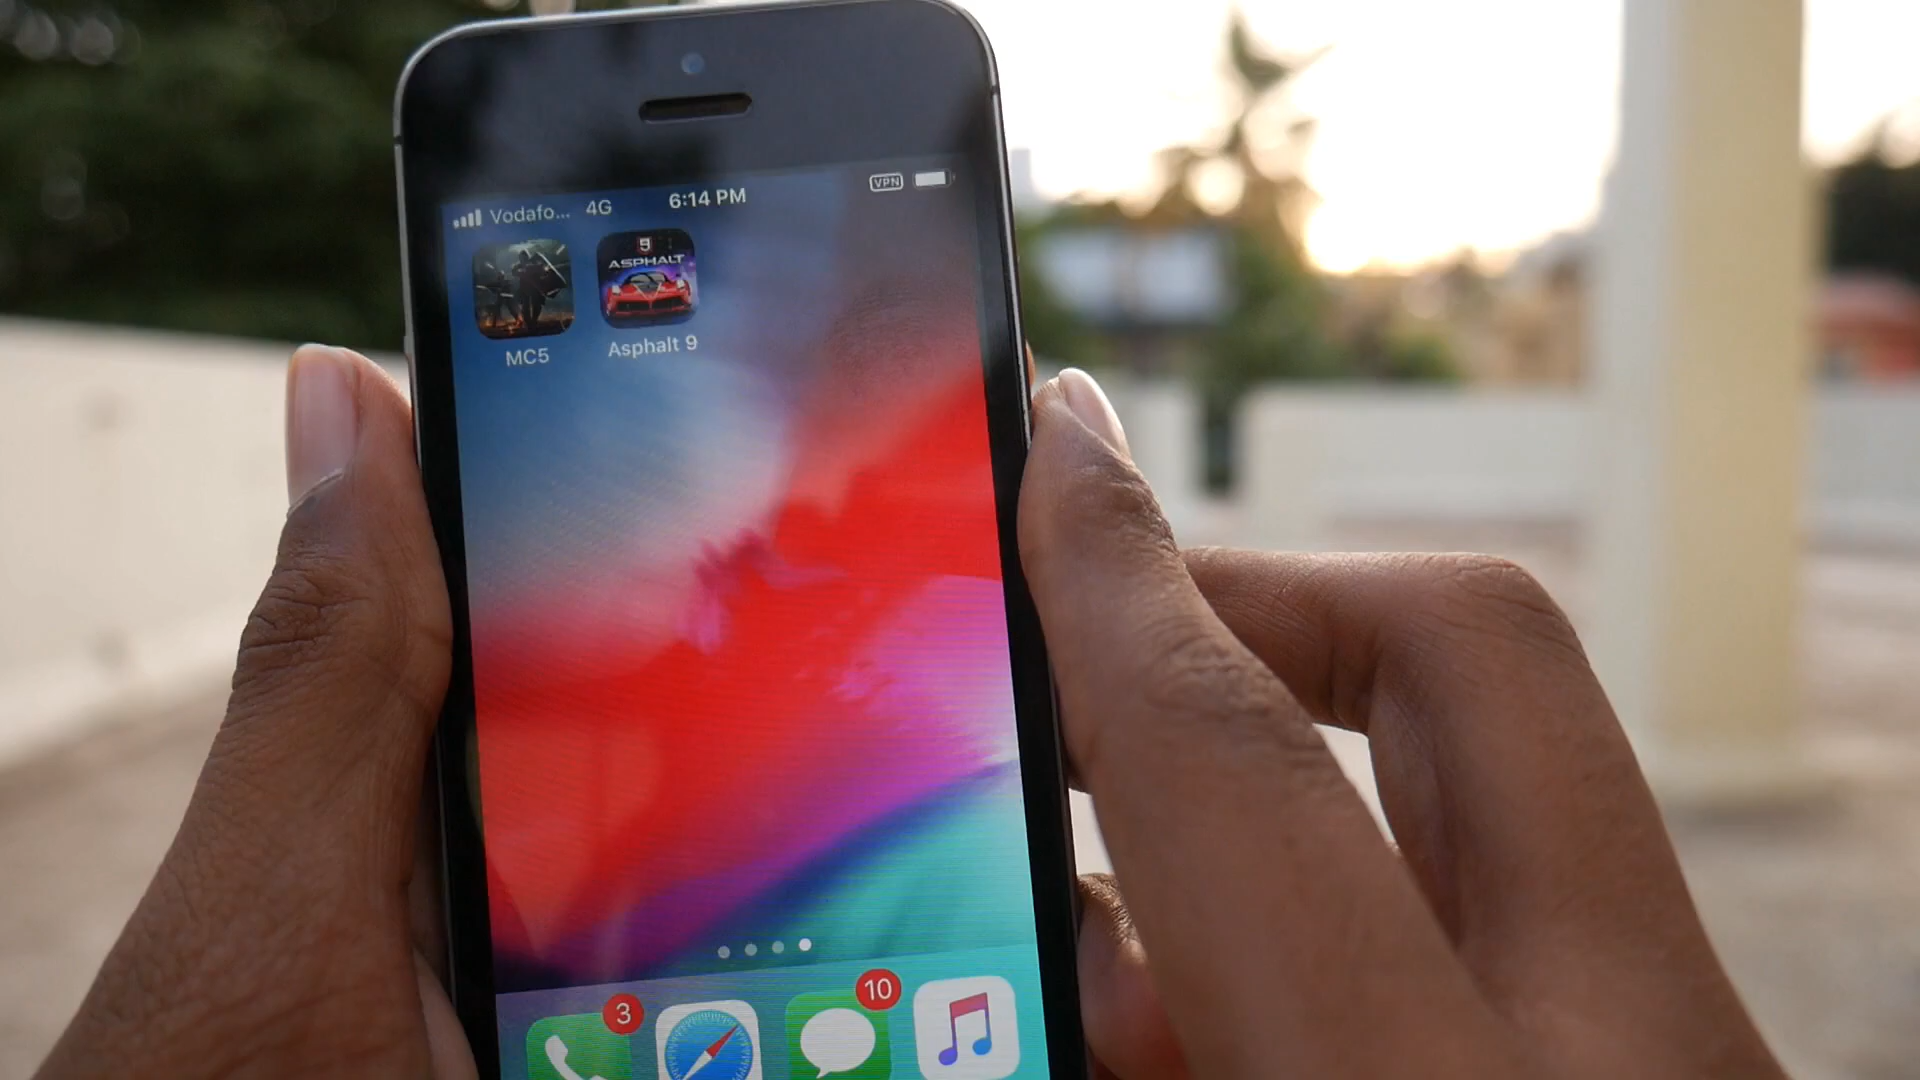 Vodafo... 4G 6:14 PM VPN
9
ASPHALT
MC5 Asphalt 9
3 10